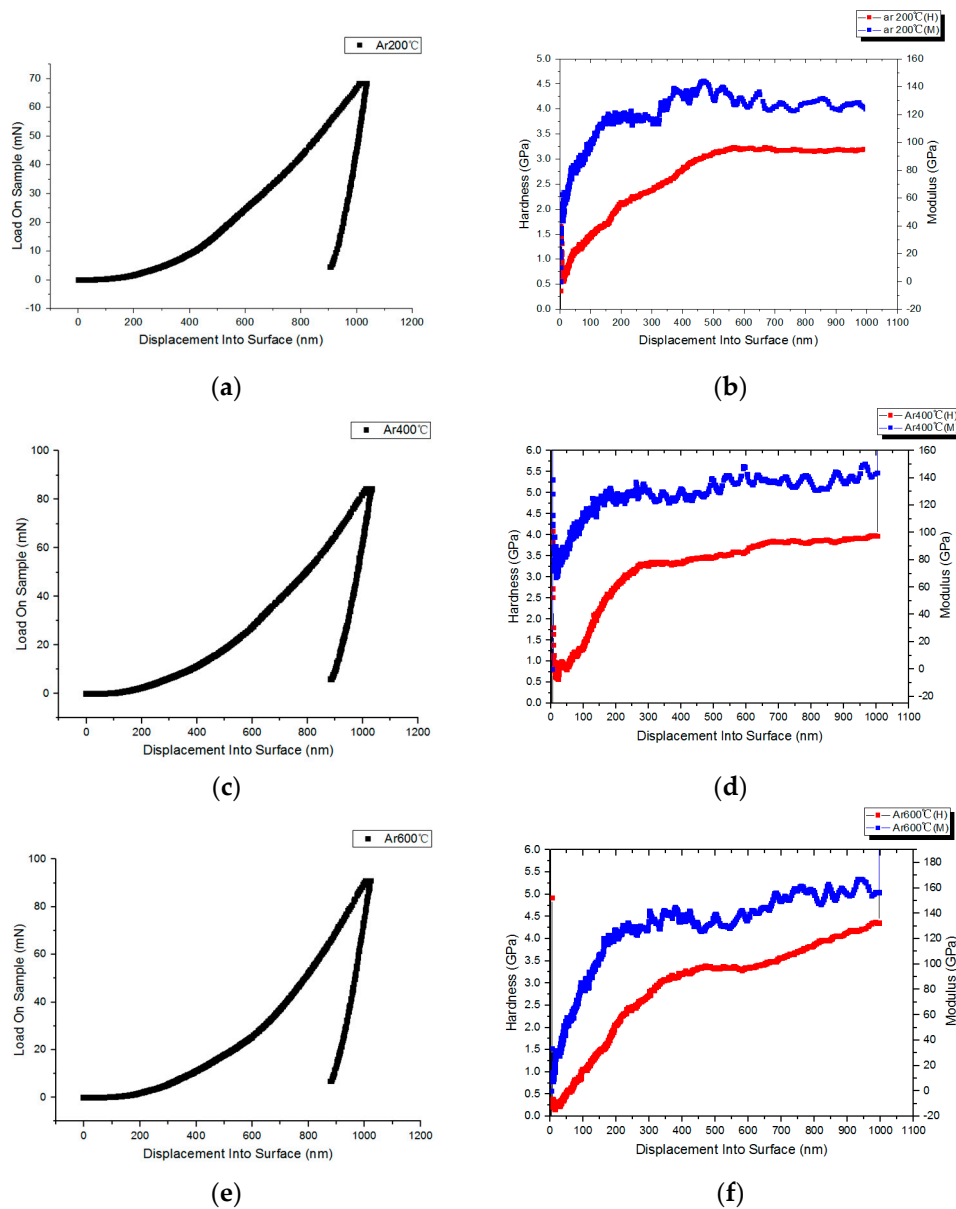 Ar200℃
Load On Sample (mN)
70
60
50
40
30
20
10
0
-10
0 200 400 600 800 1000 1200
Displacement Into Surface (nm)
(a)
ar 200℃(H)
ar 200℃(M)
Hardness (GPa)
5.0
4.5
4.0
3.5
3.0
2.5
2.0
1.5
1.0
0.5
0.0
160
140
120
100
80
60
40
20
0
-20
Modulus (GPa)
0 100 200 300 400 500 600 700 800 900 1000 1100
Displacement Into Surface (nm)
(b)
Ar400℃
Load On Sample (mN)
100
80
60
40
20
0
0 200 400 600 800 1000 1200
Displacement Into Surface (nm)
(c)
Ar400℃(H)
Ar400℃(M)
Hardness (GPa)
6.0
5.5
5.0
4.5
4.0
3.5
3.0
2.5
2.0
1.5
1.0
0.5
0.0
160
140
120
100
80
60
40
20
0
-20
Modulus (GPa)
0 100 200 300 400 500 600 700 800 900 1000 1100
Displacement Into Surface (nm)
(d)
Ar600℃
Load On Sample (mN)
100
80
60
40
20
0
0 200 400 600 800 1000 1200
Displacement Into Surface (nm)
(e)
Ar600℃(H)
Ar600℃(M)
Hardness (GPa)
6.0
5.5
5.0
4.5
4.0
3.5
3.0
2.5
2.0
1.5
1.0
0.5
0.0
180
160
140
120
100
80
60
40
20
0
-20
Modulus (GPa)
0 100 200 300 400 500 600 700 800 900 1000 1100
Displacement Into Surface (nm)
(f)